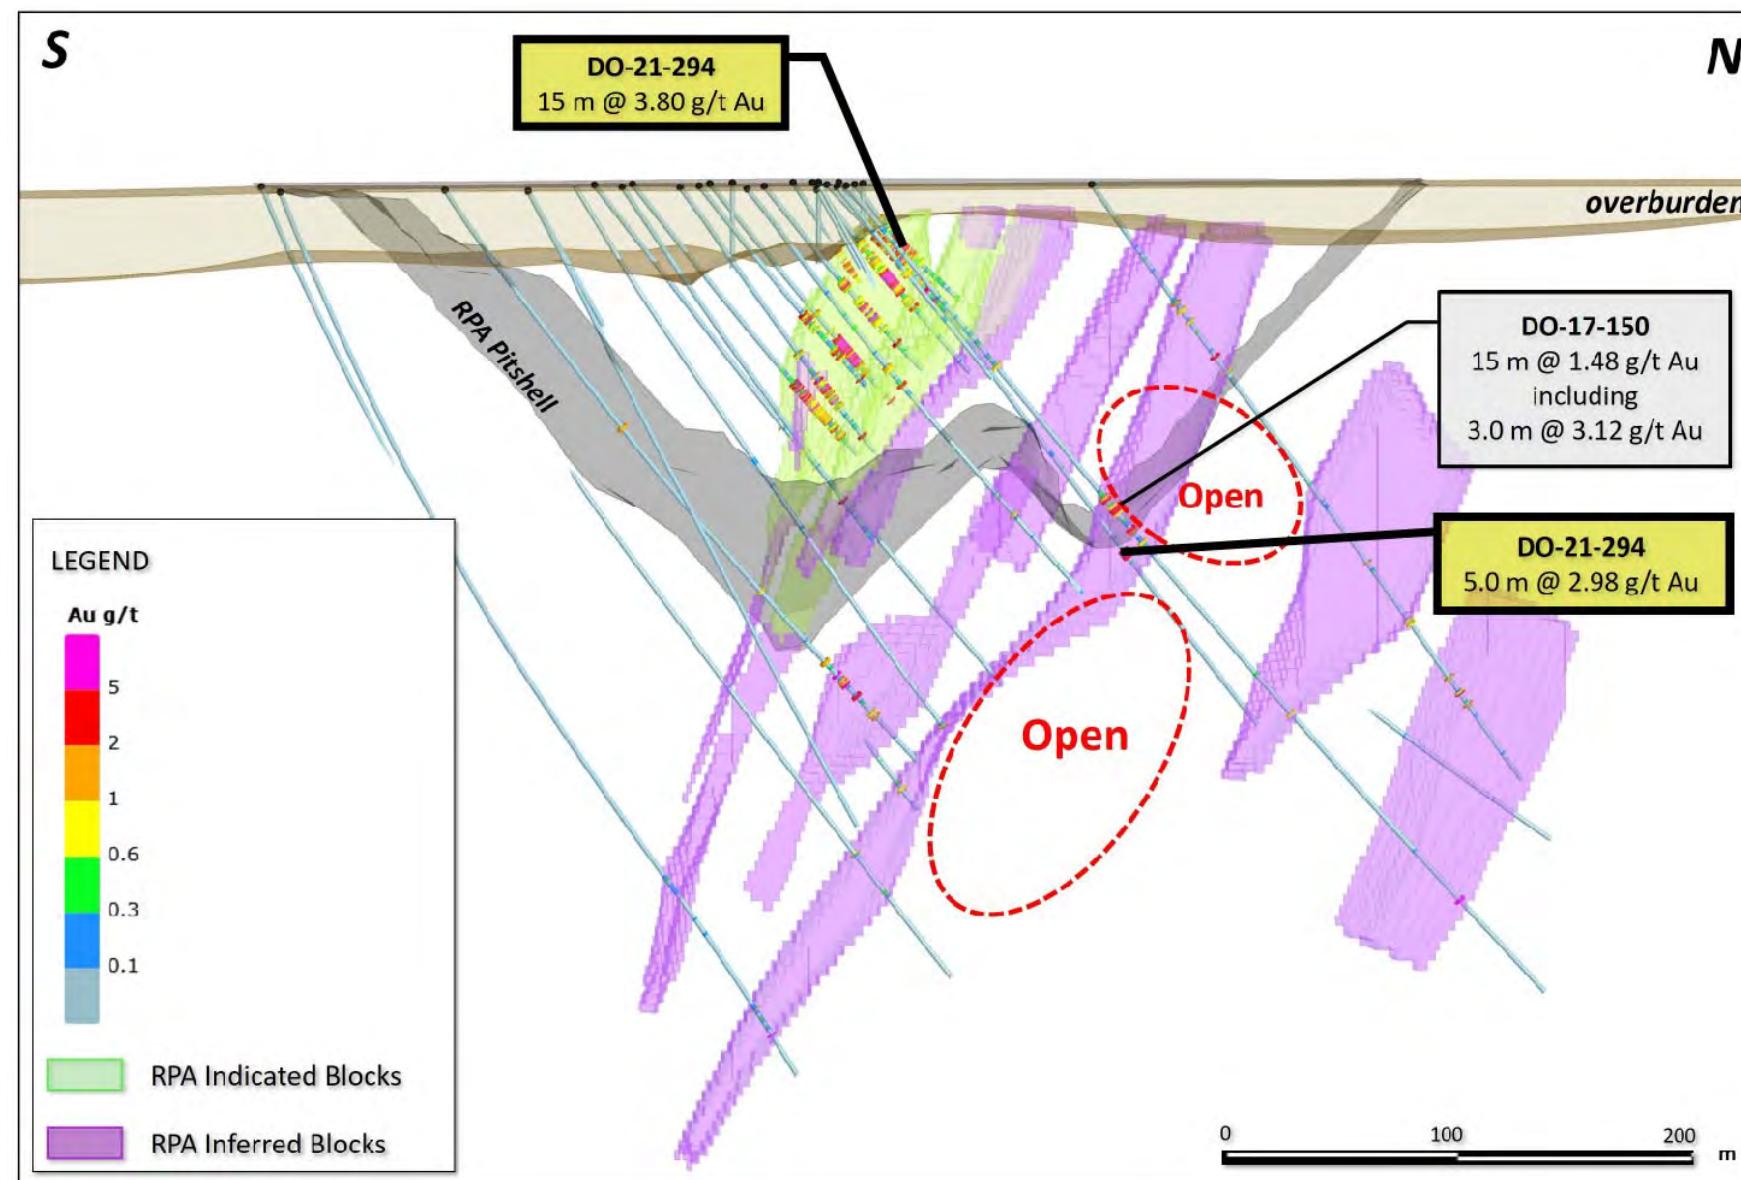 S
N
DO-21-294
15 m @ 3.80 g/t Au
overburden
RPA Pitshell
DO-17-150
15 m @ 1.48 g/t Au
including
3.0 m @ 3.12 g/t Au
Open
DO-21-294
5.0 m @ 2.98 g/t Au
Open
LEGEND
Au g/t
5
2
1
0.6
0.3
0.1
RPA Indicated Blocks
RPA Inferred Blocks
0 100 200
m